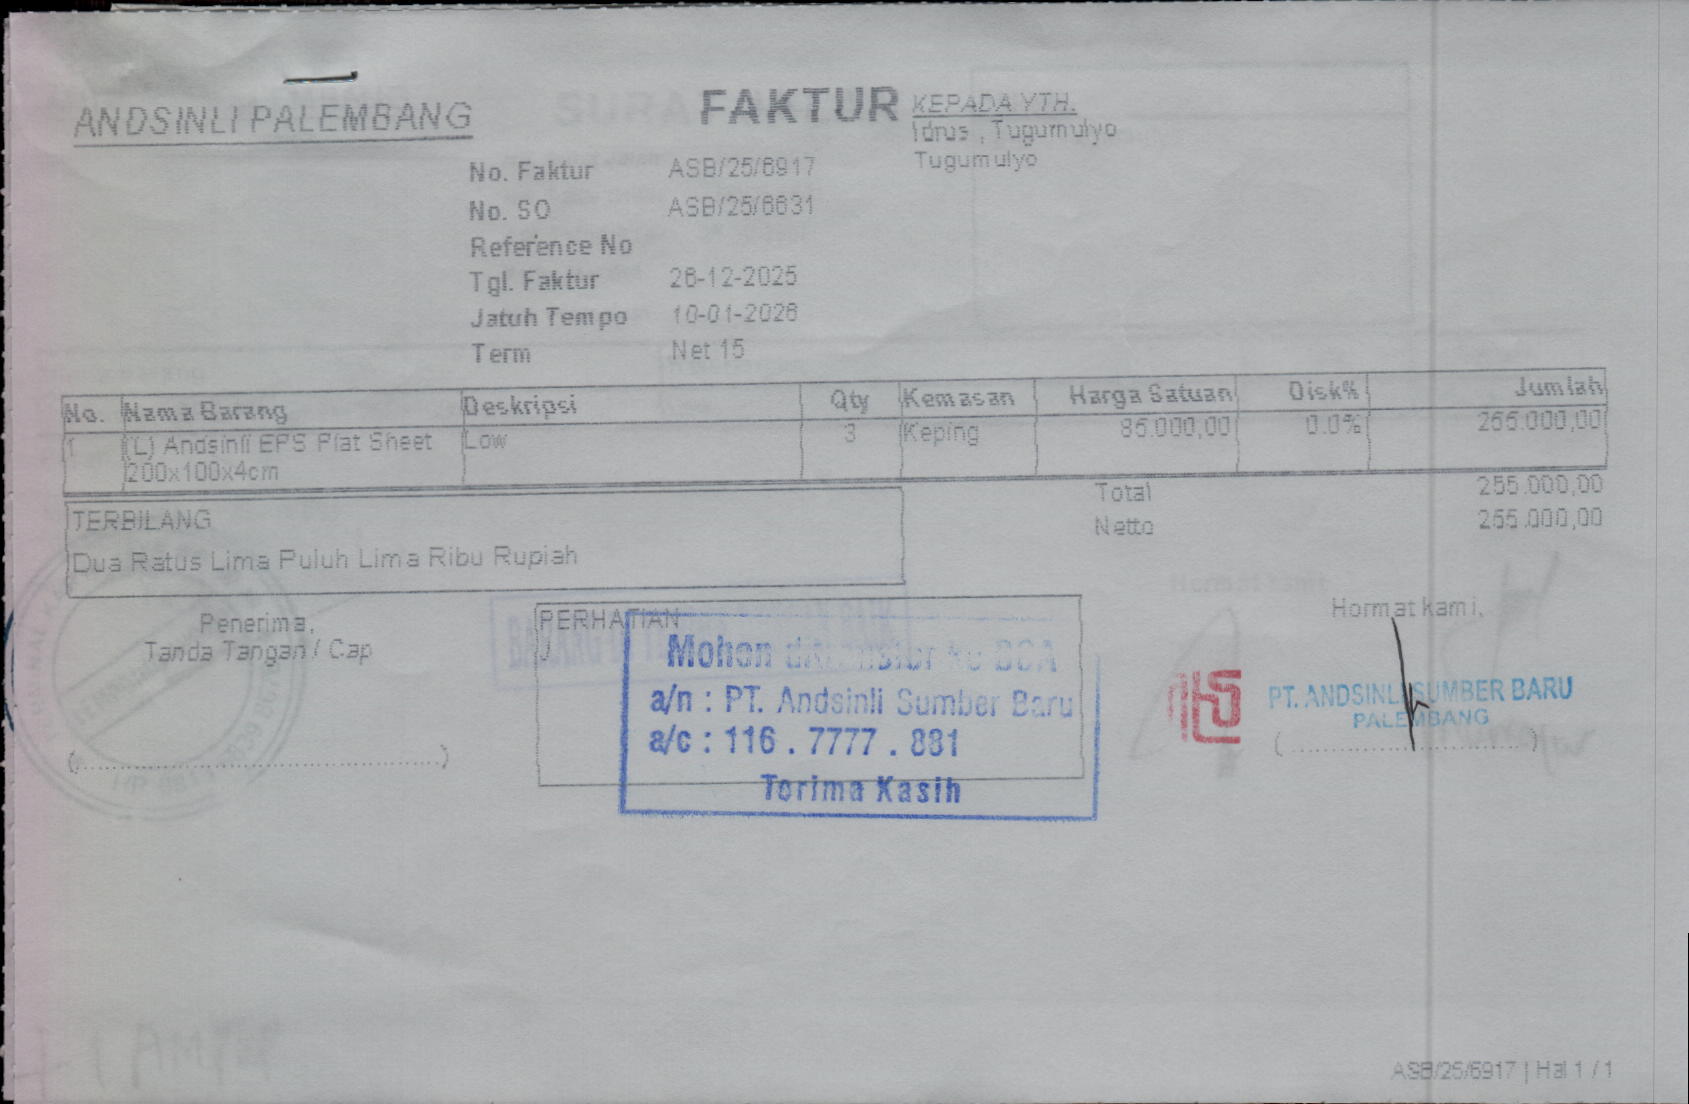 ANDSINLI PALEMBANG
FAKTUR
KEPADA YTH.
Idrus , Tugumulyo
Tugumulyo
No. Faktur ASB/25/6917
No. SO ASB/25/6631
Reference No
Tgl. Faktur 26-12-2025
Jatuh Tempo 10-01-2026
Term Net 15
No. Nama Barang Deskripsi Qty Kemasan Harga Satuan Disk% Jumlah
1 (L) Andsinli EPS Flat Sheet Low 3 Keping 85.000,00 0.0% 255.000,00
200x100x4cm
Total 255.000,00
Netto 255.000,00
TERBILANG
Dua Ratus Lima Puluh Lima Ribu Rupiah
Penerima,
Tanda Tangan / Cap
(........................................)
PERHATIAN
Mohon ditransfer ke BCA
a/n : PT. Andsinli Sumber Baru
a/c : 116 . 7777 . 881
Terima Kasih
Hormat kami,
PT. ANDSINLI SUMBER BARU
PALEMBANG
(............................)
ASB/25/6917 | Hal 1 / 1